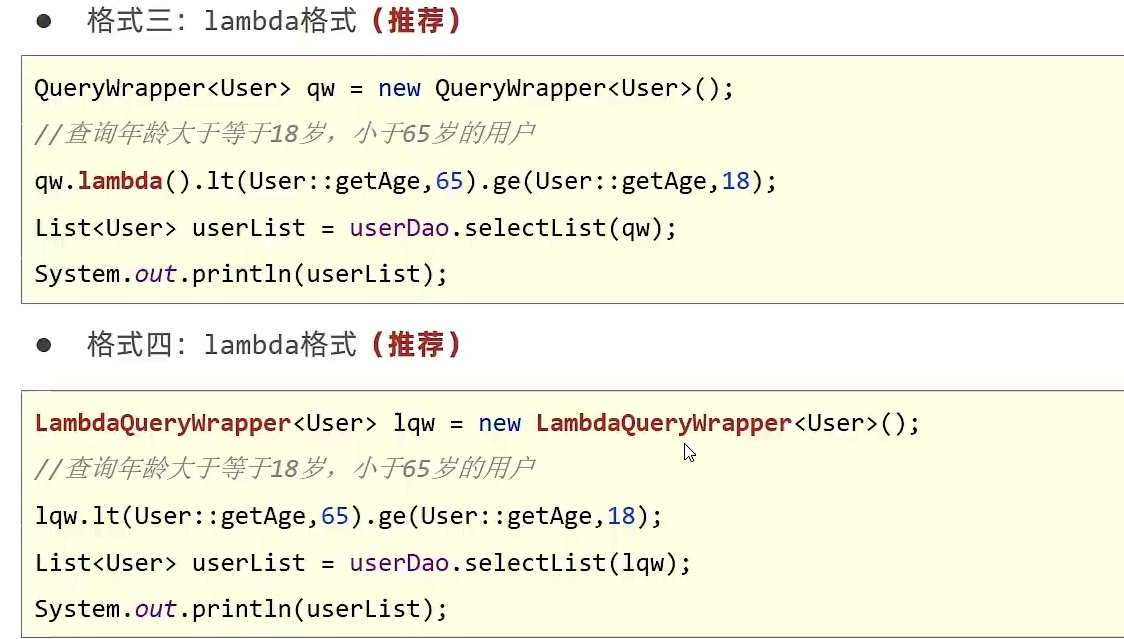 ● 格式三：lambda格式（推荐）
QueryWrapper<User> qw = new QueryWrapper<User>();
//查询年龄大于等于18岁，小于65岁的用户
qw.lambda().lt(User::getAge,65).ge(User::getAge,18);
List<User> userList = userDao.selectList(qw);
System.out.println(userList);
● 格式四：lambda格式（推荐）
LambdaQueryWrapper<User> lqw = new LambdaQueryWrapper<User>();
//查询年龄大于等于18岁，小于65岁的用户
lqw.lt(User::getAge,65).ge(User::getAge,18);
List<User> userList = userDao.selectList(lqw);
System.out.println(userList);